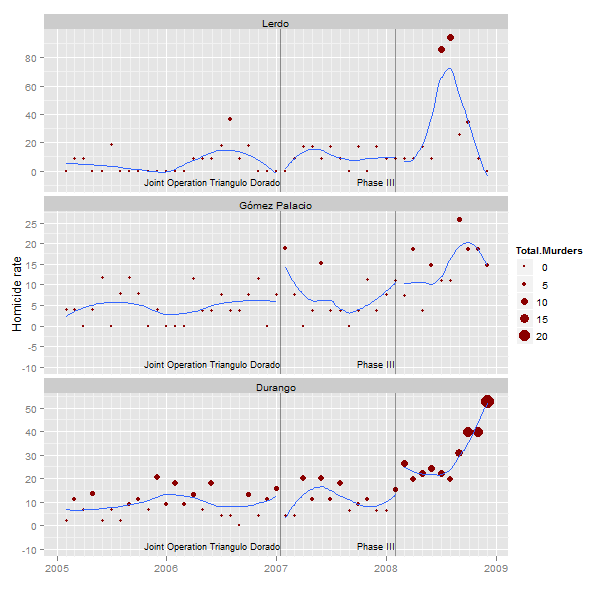 Lerdo
80
60
40
20
0
Joint Operation Triangulo Dorado
Phase III
Gómez Palacio
25
20
15
10
5
0
-5
-10
Joint Operation Triangulo Dorado
Phase III
Durango
50
40
30
20
10
0
-10
Joint Operation Triangulo Dorado
Phase III
2005
2006
2007
2008
2009
Homicide rate
Total.Murders
0
5
10
15
20